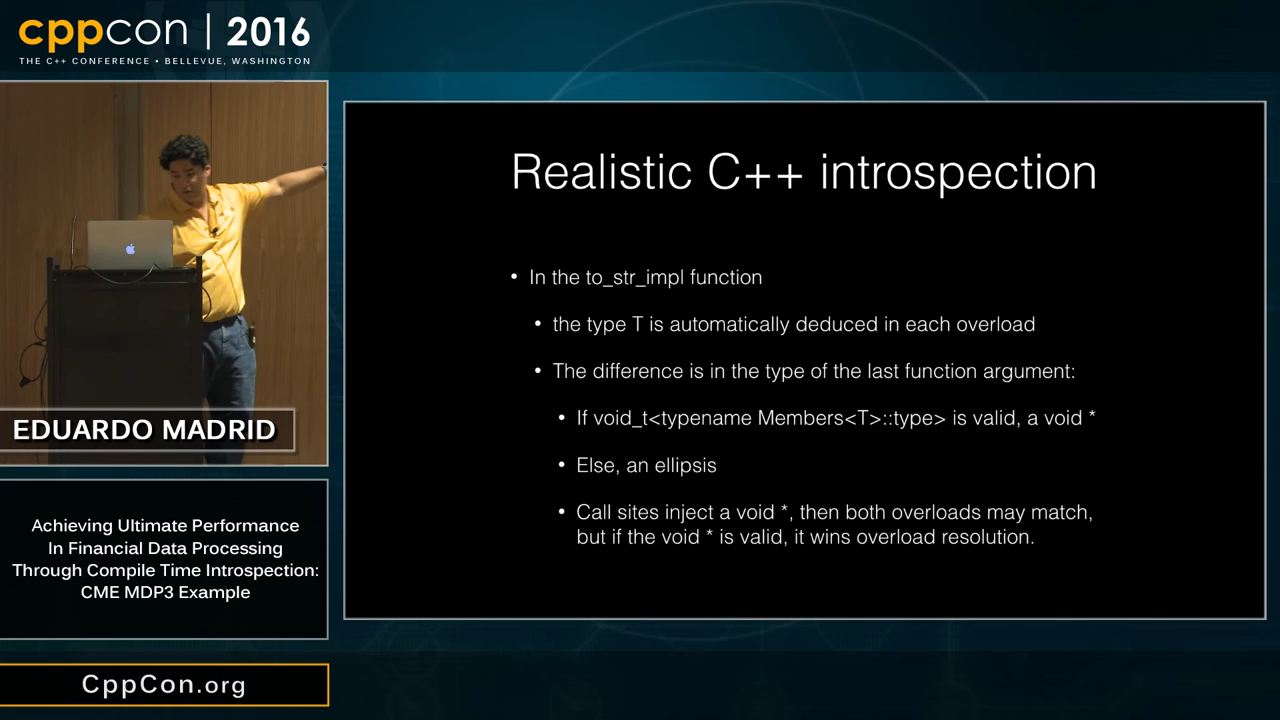 cppcon | 2016
THE C++ CONFERENCE • BELLEVUE, WASHINGTON
Realistic C++ introspection
• In the to_str_impl function
• the type T is automatically deduced in each overload
• The difference is in the type of the last function argument:
• If void_t<typename Members<T>::type> is valid, a void *
• Else, an ellipsis
• Call sites inject a void *, then both overloads may match,
but if the void * is valid, it wins overload resolution.
EDUARDO MADRID
Achieving Ultimate Performance
In Financial Data Processing
Through Compile Time Introspection:
CME MDP3 Example
CppCon.org